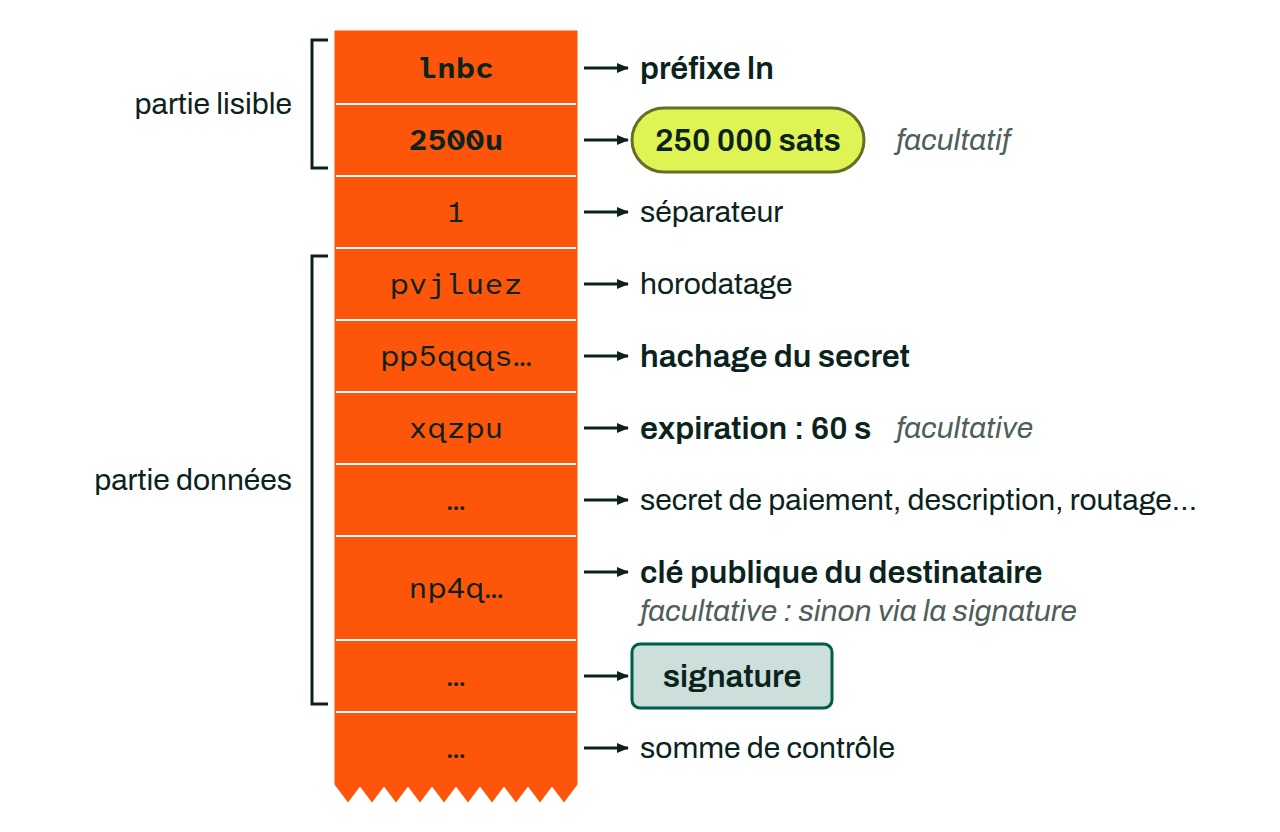 lnbc
préfixe ln
partie lisible
2500u
250 000 sats
facultatif
1
séparateur
pvjluez
horodatage
pp5qqqs…
hachage du secret
xqzpu
expiration : 60 s
facultative
partie données
…
secret de paiement, description, routage…
np4q…
clé publique du destinataire
facultative : sinon via la signature
…
signature
…
somme de contrôle